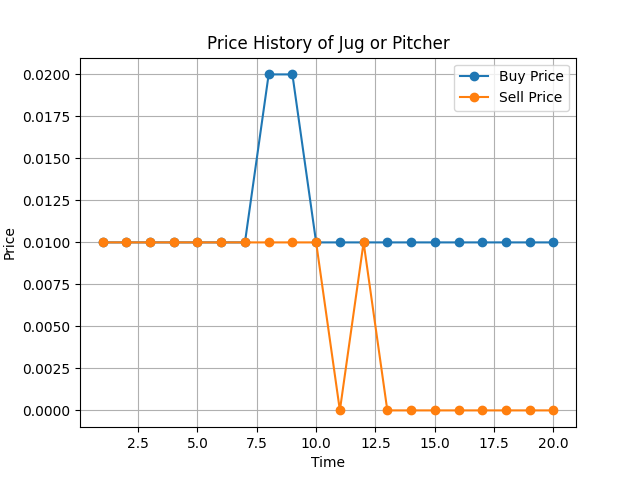 Price History of Jug or Pitcher
Buy Price
Sell Price
0.0200
0.0175
0.0150
0.0125
0.0100
0.0075
0.0050
0.0025
0.0000
Price
2.5 5.0 7.5 10.0 12.5 15.0 17.5 20.0
Time